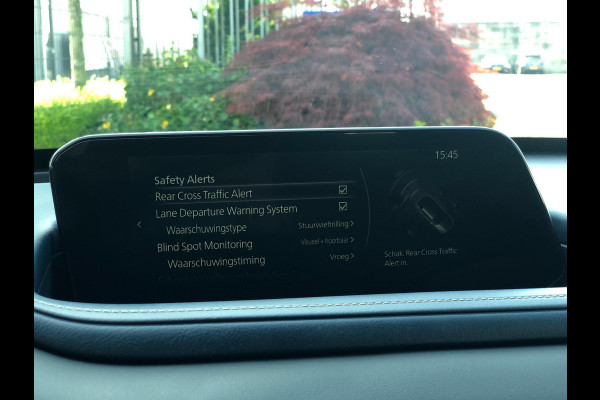 15:45
Safety Alerts
Rear Cross Traffic Alert
Lane Departure Warning System
Waarschuwingstype Stuurwieltrilling
Blind Spot Monitoring Visueel + hoorbaar
Waarschuwingstiming Vroeg
Schak. Rear Cross Traffic
Alert in.